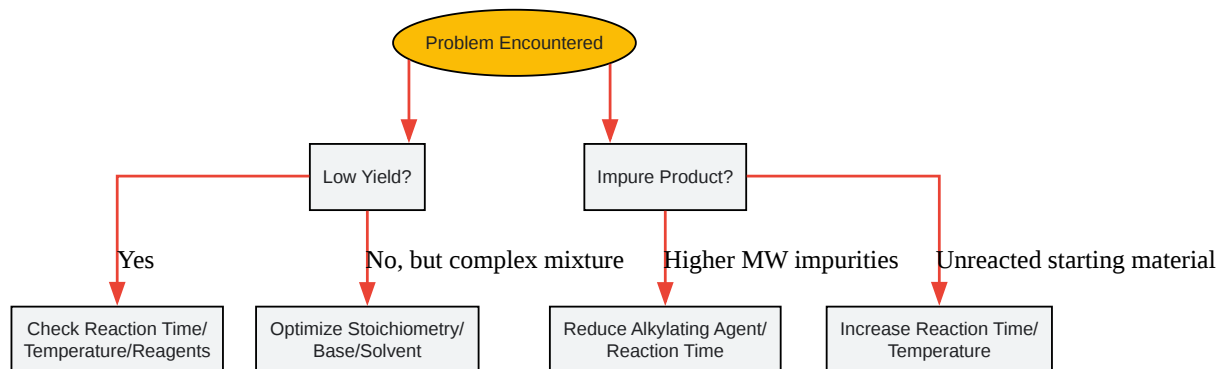 Problem Encountered
Low Yield?
Impure Product?
Yes
No, but complex mixture
Higher MW impurities
Unreacted starting material
Check Reaction Time/
Temperature/Reagents
Optimize Stoichiometry/
Base/Solvent
Reduce Alkylating Agent/
Reaction Time
Increase Reaction Time/
Temperature